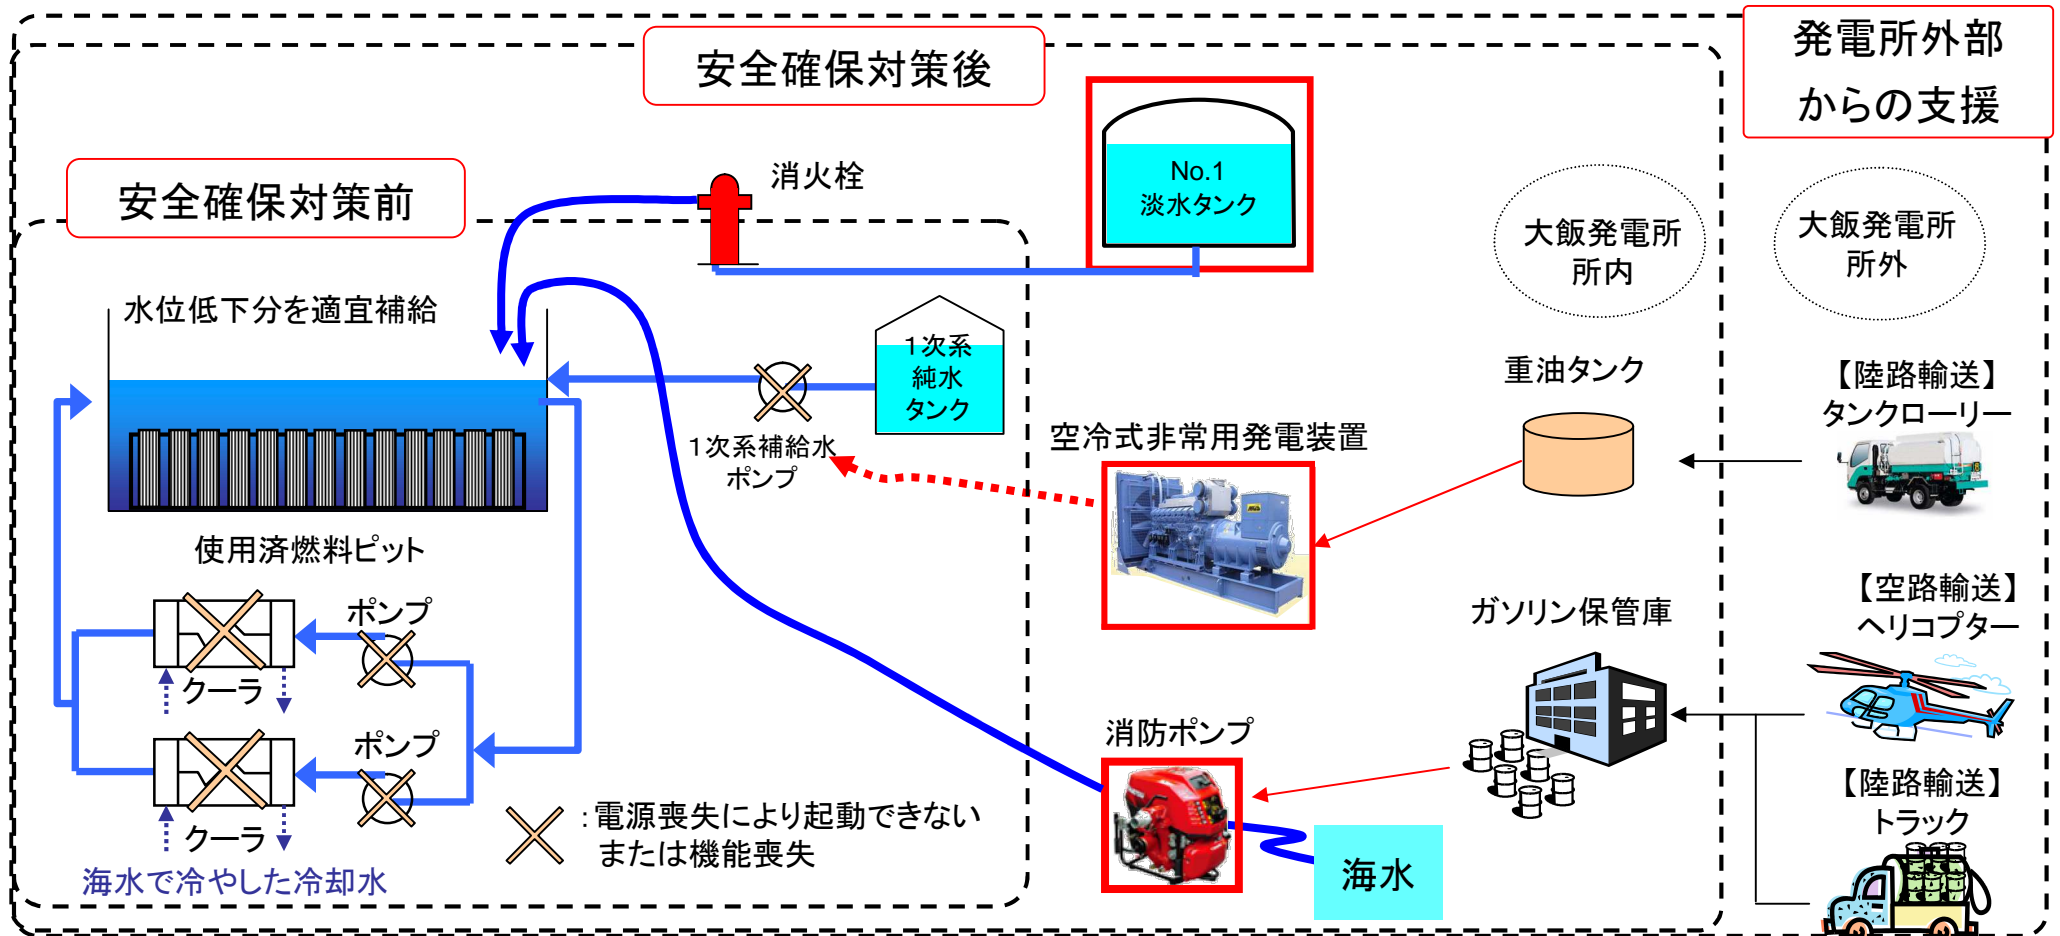 発電所外部
からの支援
安全確保対策後
安全確保対策前
消火栓
No.1
淡水タンク
大飯発電所
所内
大飯発電所
所外
水位低下分を適宜補給
1次系
純水
タンク
1次系補給水
ポンプ
空冷式非常用発電装置
重油タンク
【陸路輸送】
タンクローリー
使用済燃料ピット
ポンプ
クーラ
ポンプ
クーラ
海水で冷やした冷却水
:電源喪失により起動できない
または機能喪失
消防ポンプ
海水
ガソリン保管庫
【空路輸送】
ヘリコプター
【陸路輸送】
トラック